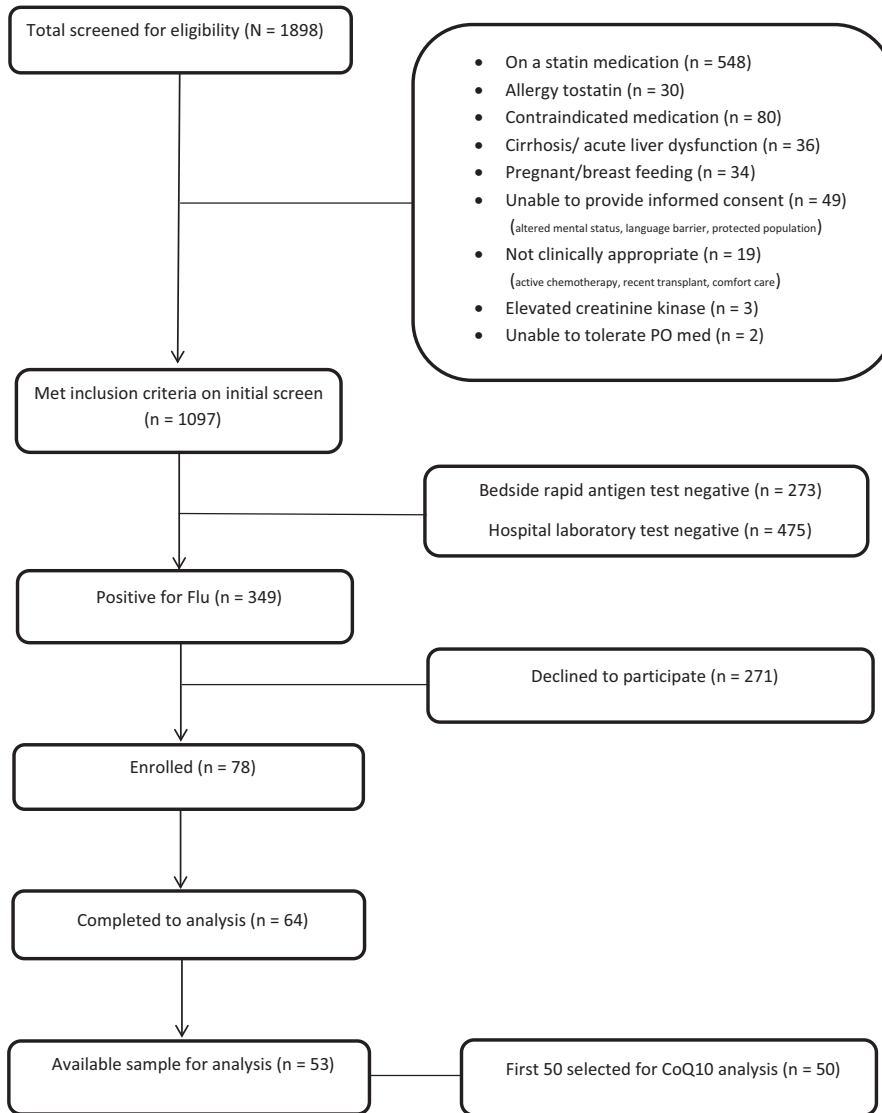 Total screened for eligibility (N = 1898)
• On a statin medication (n = 548)
• Allergy tostatin (n = 30)
• Contraindicated medication (n = 80)
• Cirrhosis/ acute liver dysfunction (n = 36)
• Pregnant/breast feeding (n = 34)
• Unable to provide informed consent (n = 49)
(altered mental status, language barrier, protected population)
• Not clinically appropriate (n = 19)
(active chemotherapy, recent transplant, comfort care)
• Elevated creatinine kinase (n = 3)
• Unable to tolerate PO med (n = 2)
Met inclusion criteria on initial screen
(n = 1097)
Bedside rapid antigen test negative (n = 273)
Hospital laboratory test negative (n = 475)
Positive for Flu (n = 349)
Declined to participate (n = 271)
Enrolled (n = 78)
Completed to analysis (n = 64)
Available sample for analysis (n = 53)
First 50 selected for CoQ10 analysis (n = 50)